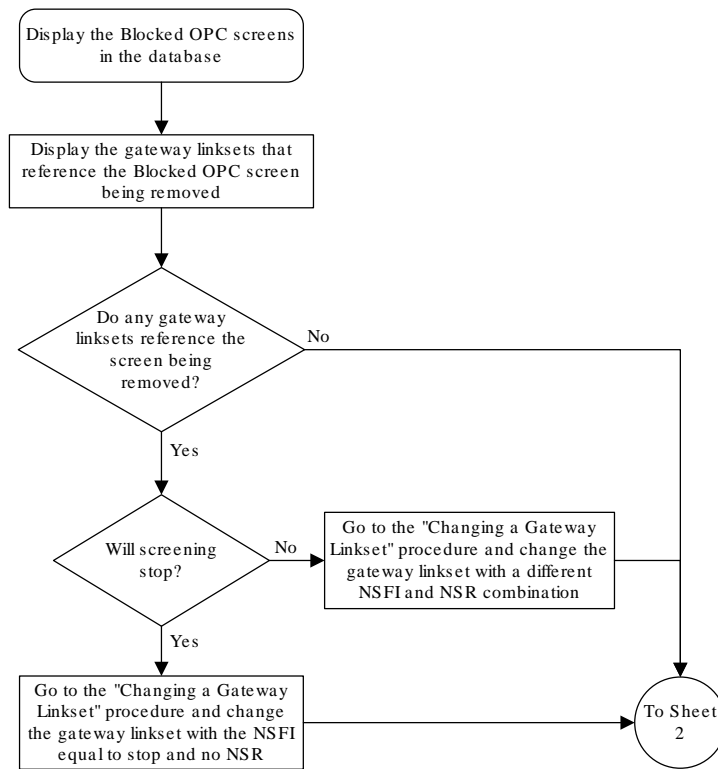 Display the Blocked OPC screens
in the database
Display the gateway linksets that
reference the Blocked OPC screen
being removed
Do any gateway
linksets reference the
screen being
removed?
No
Yes
Will screening
stop?
No
Go to the "Changing a Gateway
Linkset" procedure and change the
gateway linkset with a different
NSFI and NSR combination
Yes
Go to the "Changing a Gateway
Linkset" procedure and change
the gateway linkset with the NSFI
equal to stop and no NSR
To Sheet
2